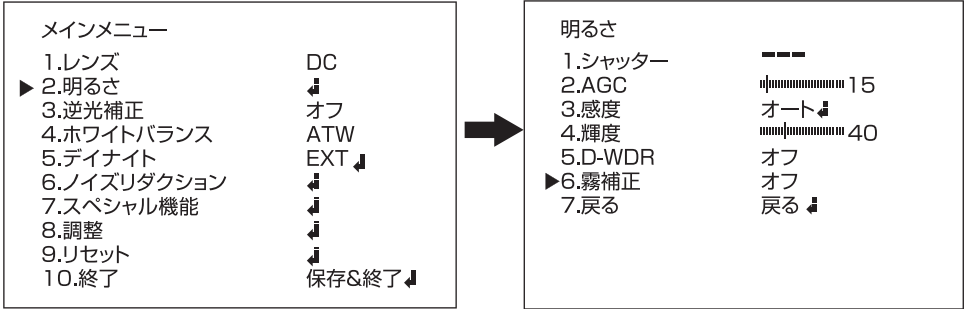 メインメニュー
1.レンズ DC
▶ 2.明るさ ↲
3.逆光補正 オフ
4.ホワイトバランス ATW
5.デイナイト EXT ↲
6.ノイズリダクション ↲
7.スペシャル機能 ↲
8.調整 ↲
9.リセット ↲
10.終了 保存&終了↲
明るさ
1.シャッター ---
2.AGC 15
3.感度 オート↲
4.輝度 40
5.D-WDR オフ
▶6.霧補正 オフ
7.戻る 戻る ↲